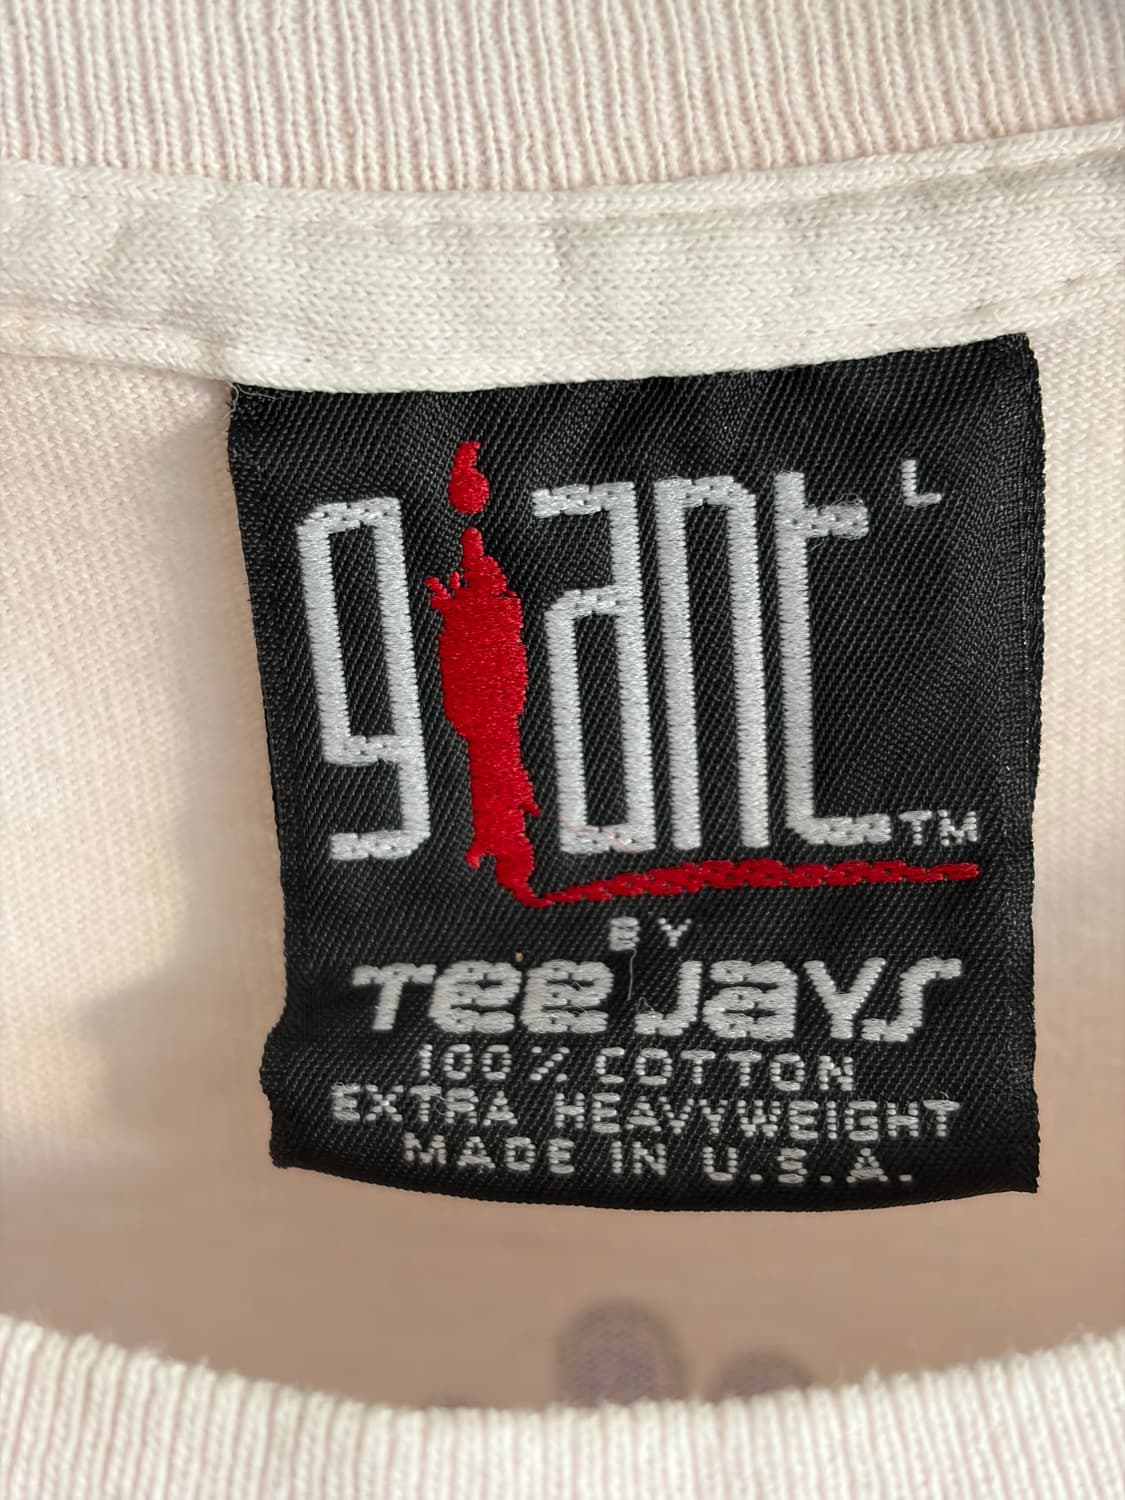 giant L
TM
BY
Tee Jays
100% COTTON
EXTRA HEAVYWEIGHT
MADE IN U.S.A.